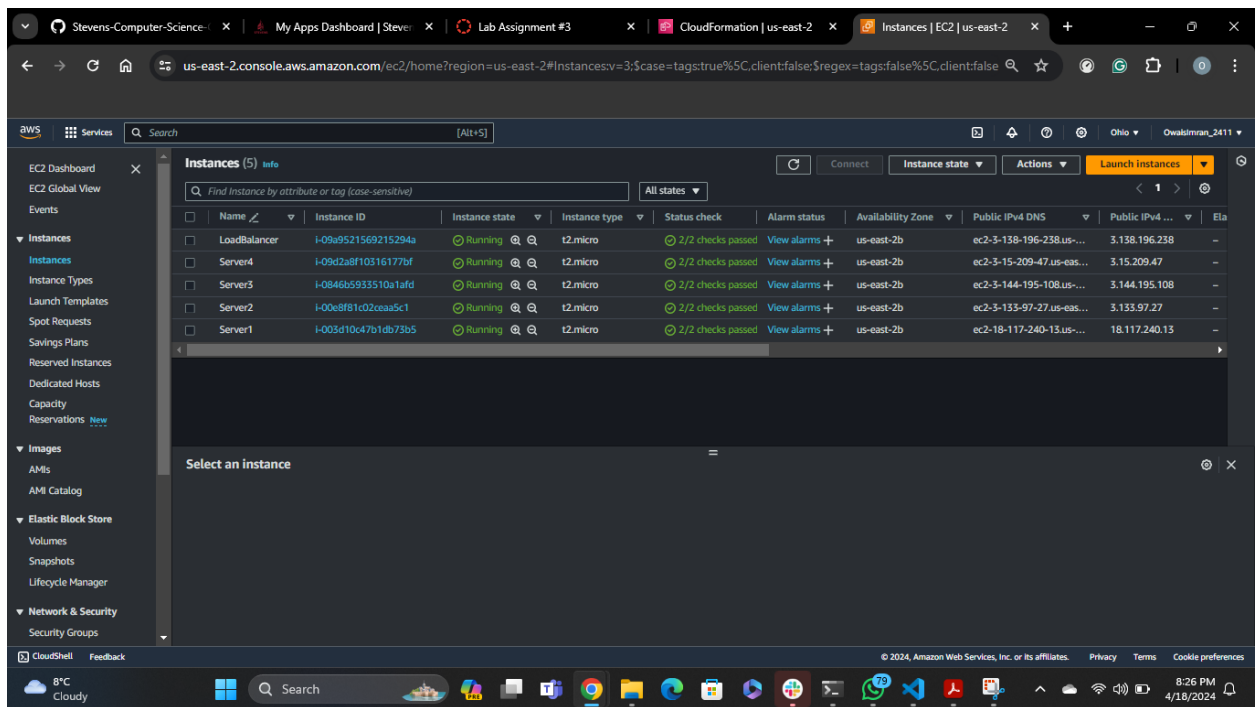 Stevens-Computer-Science-( My Apps Dashboard | Steven Lab Assignment #3 CloudFormation | us-east-2 Instances | EC2 | us-east-2
us-east-2.console.aws.amazon.com/ec2/home?region=us-east-2#Instances:v=3;$case=tags:true%5C,client:false;$regex=tags:false%5C,client:false
aws Services Search [Alt+S] Ohio Owaisimran_2411
EC2 Dashboard
EC2 Global View
Events
Instances
Instances
Instance Types
Launch Templates
Spot Requests
Savings Plans
Reserved Instances
Dedicated Hosts
Capacity
Reservations New
Images
AMIs
AMI Catalog
Elastic Block Store
Volumes
Snapshots
Lifecycle Manager
Network & Security
Security Groups
Instances (5) Info Connect Instance state Actions Launch instances
Find Instance by attribute or tag (case-sensitive) All states 1
Name Instance ID Instance state Instance type Status check Alarm status Availability Zone Public IPv4 DNS Public IPv4 ... Ela
LoadBalancer i-09a9521569215294a Running t2.micro 2/2 checks passed View alarms us-east-2b ec2-3-138-196-238.us-... 3.138.196.238 –
Server4 i-09d2a8f10316177bf Running t2.micro 2/2 checks passed View alarms us-east-2b ec2-3-15-209-47.us-eas... 3.15.209.47 –
Server3 i-0846b5933510a1afd Running t2.micro 2/2 checks passed View alarms us-east-2b ec2-3-144-195-108.us-... 3.144.195.108 –
Server2 i-00e8f81c02ceaa5c1 Running t2.micro 2/2 checks passed View alarms us-east-2b ec2-3-133-97-27.us-eas... 3.133.97.27 –
Server1 i-003d10c47b1db73b5 Running t2.micro 2/2 checks passed View alarms us-east-2b ec2-18-117-240-13.us-... 18.117.240.13 –
Select an instance
CloudShell Feedback © 2024, Amazon Web Services, Inc. or its affiliates. Privacy Terms Cookie preferences
8°C
Cloudy
Search
PRE
79
8:26 PM
4/18/2024